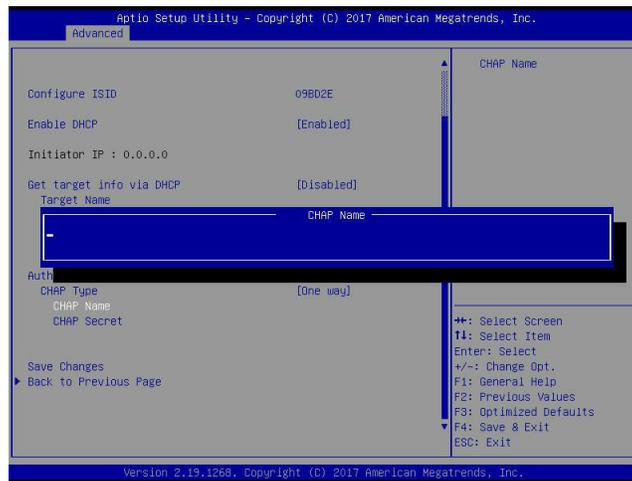 Aptio Setup Utility – Copyright (C) 2017 American Megatrends, Inc.
Advanced
CHAP Name
Configure ISID 09BD2E
Enable DHCP [Enabled]
Initiator IP : 0.0.0.0
Get target info via DHCP [Disabled]
Target Name
CHAP Name
Auth
CHAP Type [One way]
CHAP Name
CHAP Secret
Save Changes
Back to Previous Page
→←: Select Screen
↑↓: Select Item
Enter: Select
+/-: Change Opt.
F1: General Help
F2: Previous Values
F3: Optimized Defaults
F4: Save & Exit
ESC: Exit
Version 2.19.1268. Copyright (C) 2017 American Megatrends, Inc.